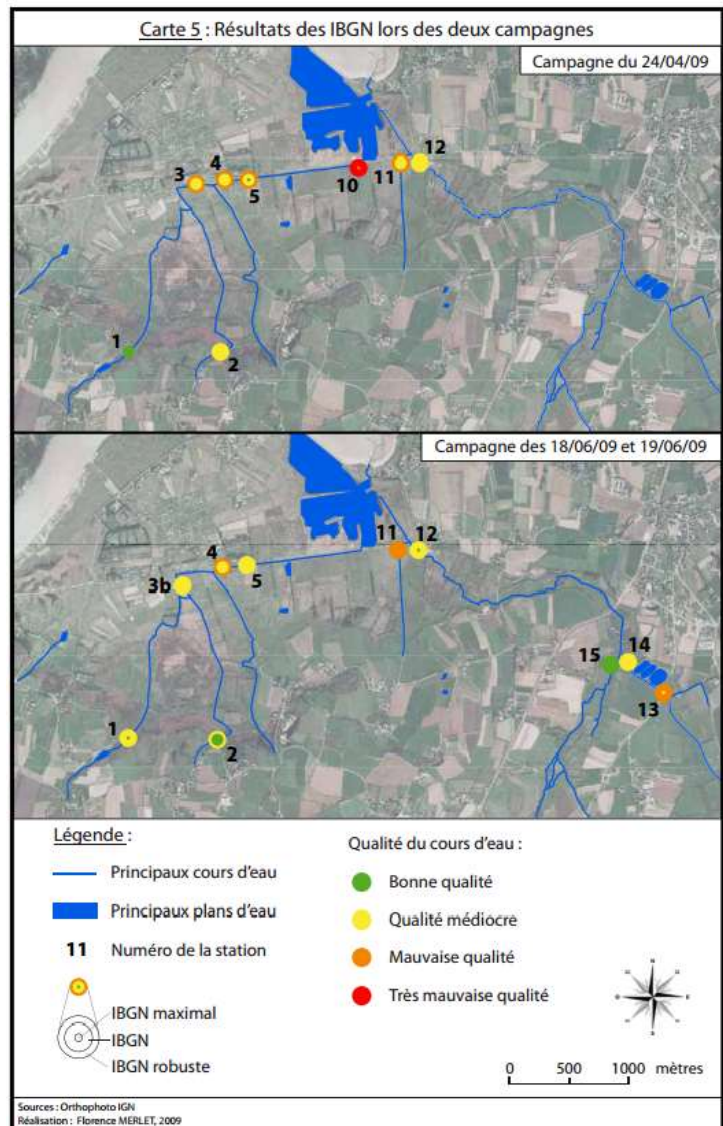 Carte 5 : Résultats des IBGN lors des deux campagnes
Campagne du 24/04/09
3
4
5
10
11
12
1
2
Campagne des 18/06/09 et 19/06/09
11
12
4
5
3b
15
14
13
1
2
Légende :
Principaux cours d'eau
Principaux plans d'eau
11 Numéro de la station
IBGN maximal
IBGN
IBGN robuste
Qualité du cours d'eau :
Bonne qualité
Qualité médiocre
Mauvaise qualité
Très mauvaise qualité
0 500 1000 mètres
Sources : Orthophoto IGN
Réalisation : Florence MERLET, 2009